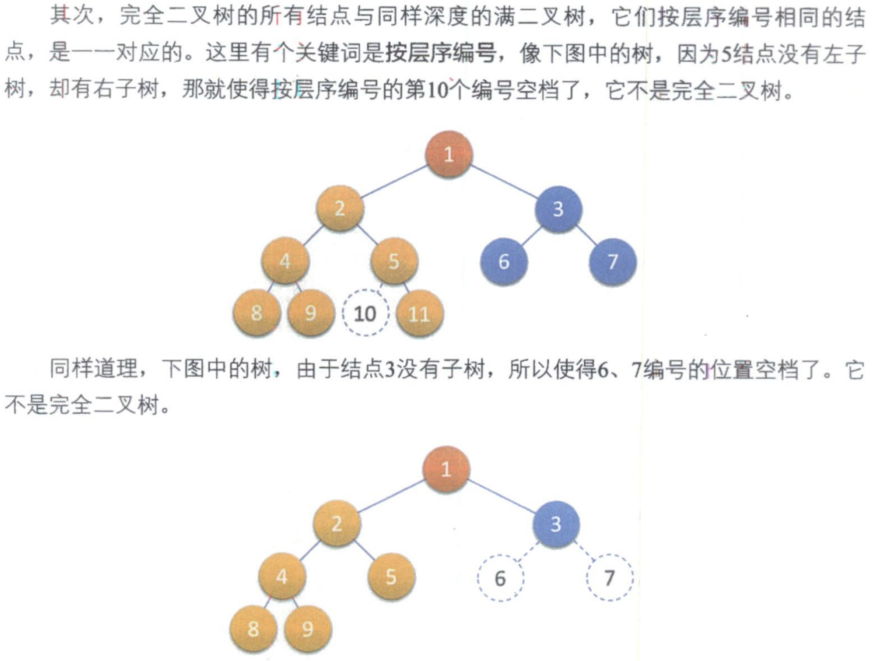 其次，完全二叉树的所有结点与同样深度的满二叉树，它们按层序编号相同的结
点，是一一对应的。这里有个关键词是按层序编号，像下图中的树，因为5结点没有左子
树，却有右子树，那就使得按层序编号的第10个编号空档了，它不是完全二叉树。
1
2 3
4 5 6 7
8 9 10 11
同样道理，下图中的树，由于结点3没有子树，所以使得6、7编号的位置空档了。它
不是完全二叉树。
1
2 3
4 5 6 7
8 9